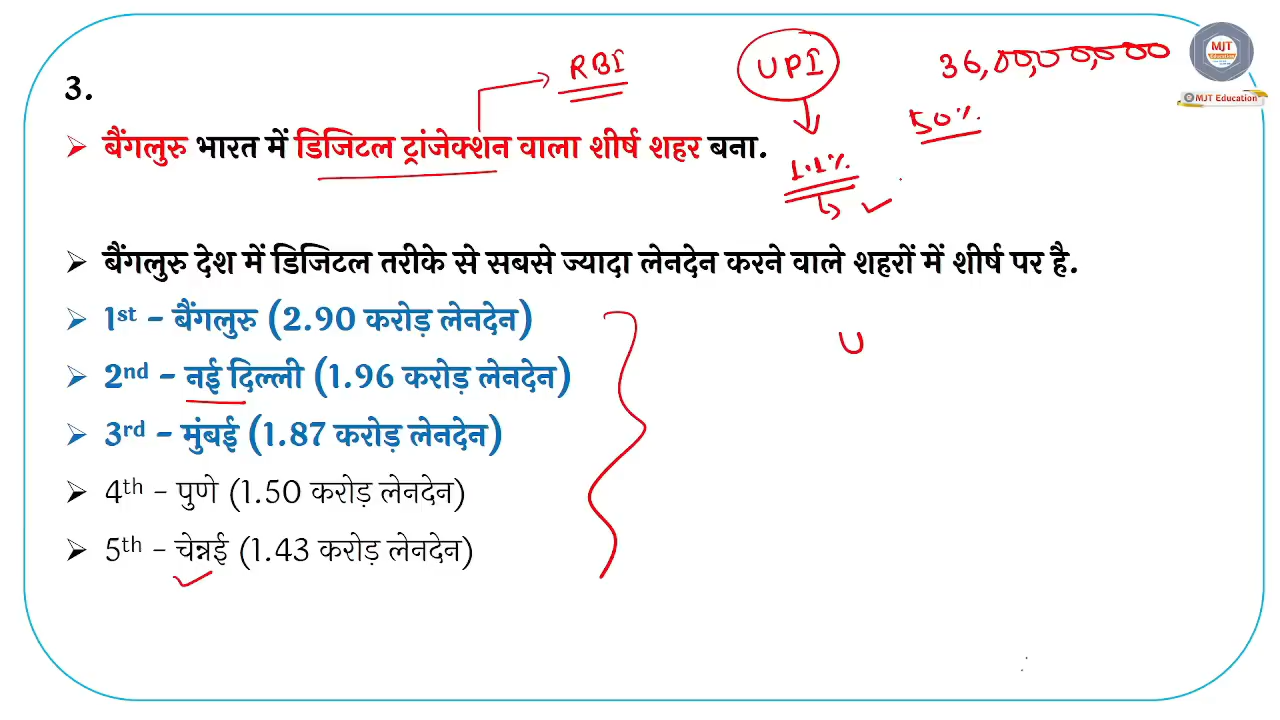 RBI
UPI
36,00,00,00,000
MJT
Education
MJT Education
3.
50%
➤ बैंगलुरु भारत में डिजिटल ट्रांजेक्शन वाला शीर्ष शहर बना.
1.1%
➤ बैंगलुरु देश में डिजिटल तरीके से सबसे ज्यादा लेनदेन करने वाले शहरों में शीर्ष पर है.
➤ 1st – बैंगलुरु (2.90 करोड़ लेनदेन)
U
➤ 2nd – नई दिल्ली (1.96 करोड़ लेनदेन)
➤ 3rd – मुंबई (1.87 करोड़ लेनदेन)
➤ 4th – पुणे (1.50 करोड़ लेनदेन)
➤ 5th – चेन्नई (1.43 करोड़ लेनदेन)